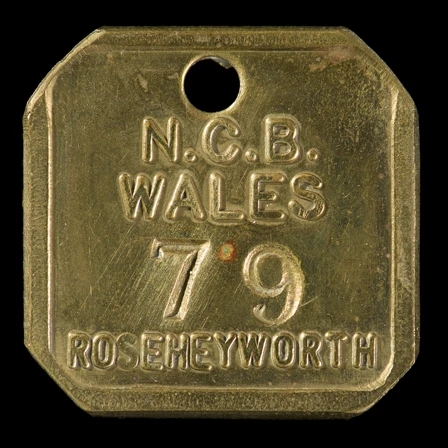 N.C.B.
WALES
79
ROSEHEYWORTH